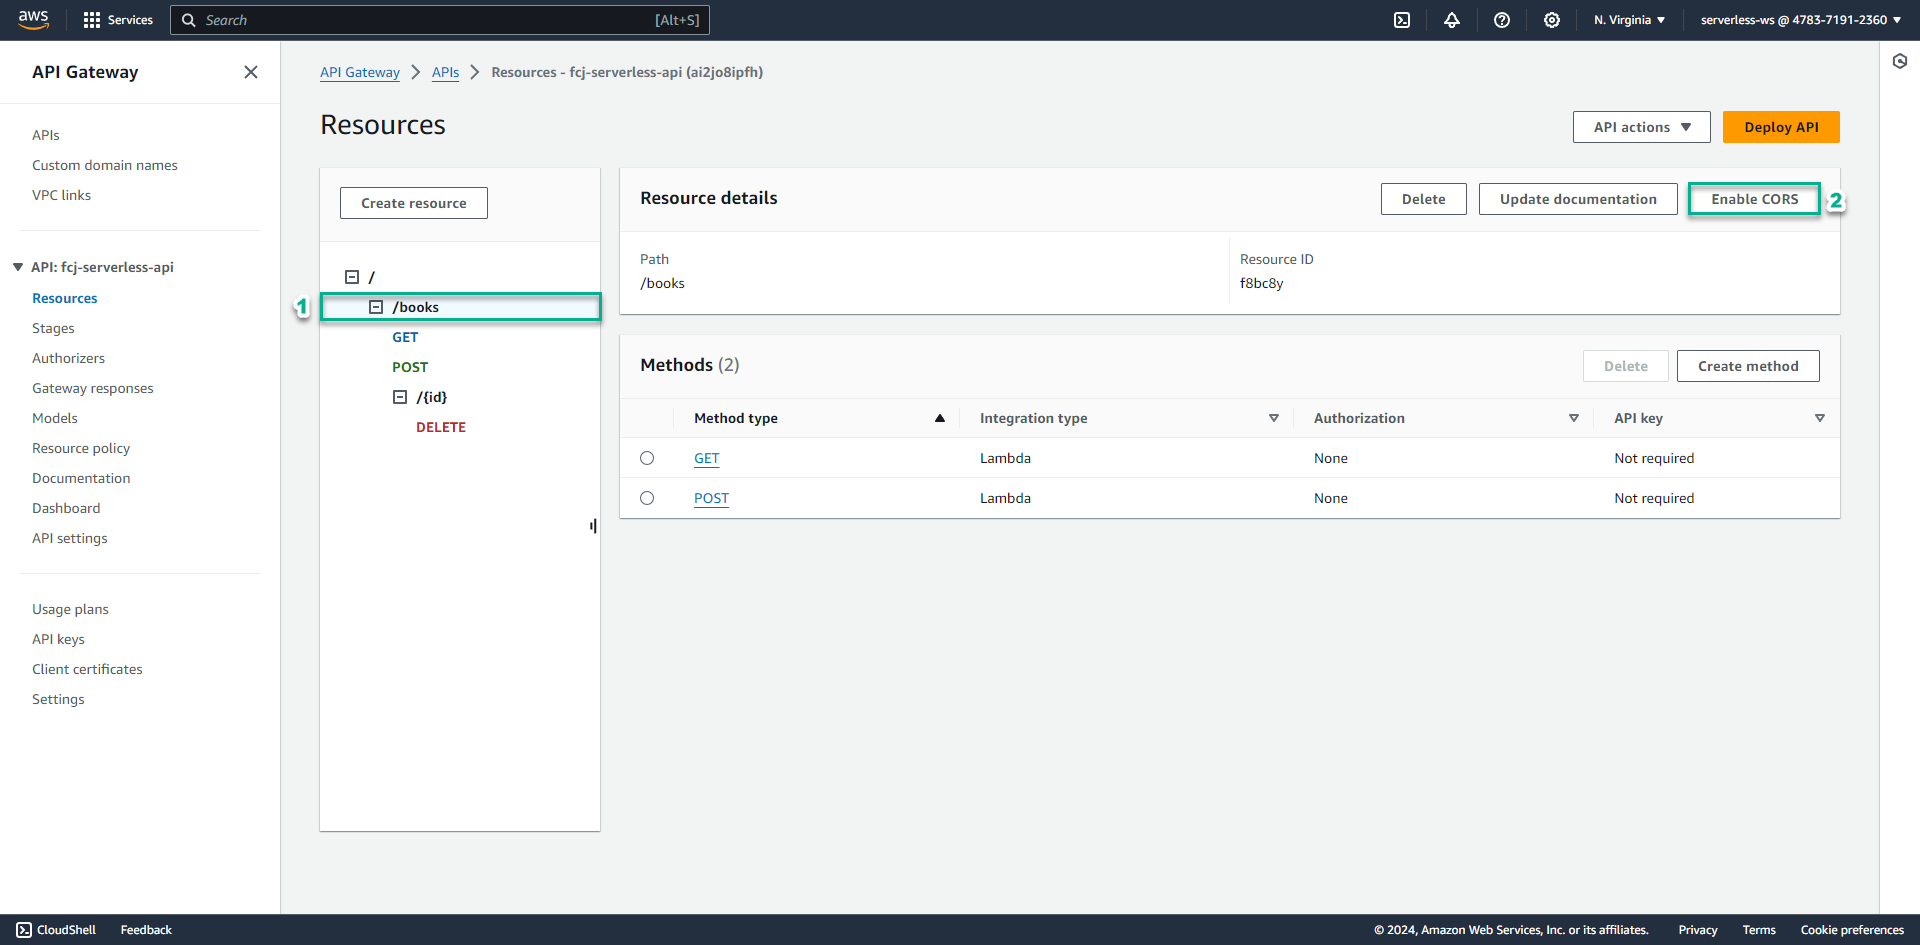 aws Services Search [Alt+S] N. Virginia serverless-ws @ 4783-7191-2360
API Gateway
APIs
Custom domain names
VPC links
API: fcj-serverless-api
Resources
Stages
Authorizers
Gateway responses
Models
Resource policy
Documentation
Dashboard
API settings
Usage plans
API keys
Client certificates
Settings
API Gateway APIs Resources - fcj-serverless-api (ai2jo8ipfh)
Resources
API actions Deploy API
Create resource
/
1 /books
GET
POST
/{id}
DELETE
Resource details Delete Update documentation Enable CORS 2
Path Resource ID
/books f8bc8y
Methods (2) Delete Create method
Method type Integration type Authorization API key
GET Lambda None Not required
POST Lambda None Not required
CloudShell Feedback © 2024, Amazon Web Services, Inc. or its affiliates. Privacy Terms Cookie preferences